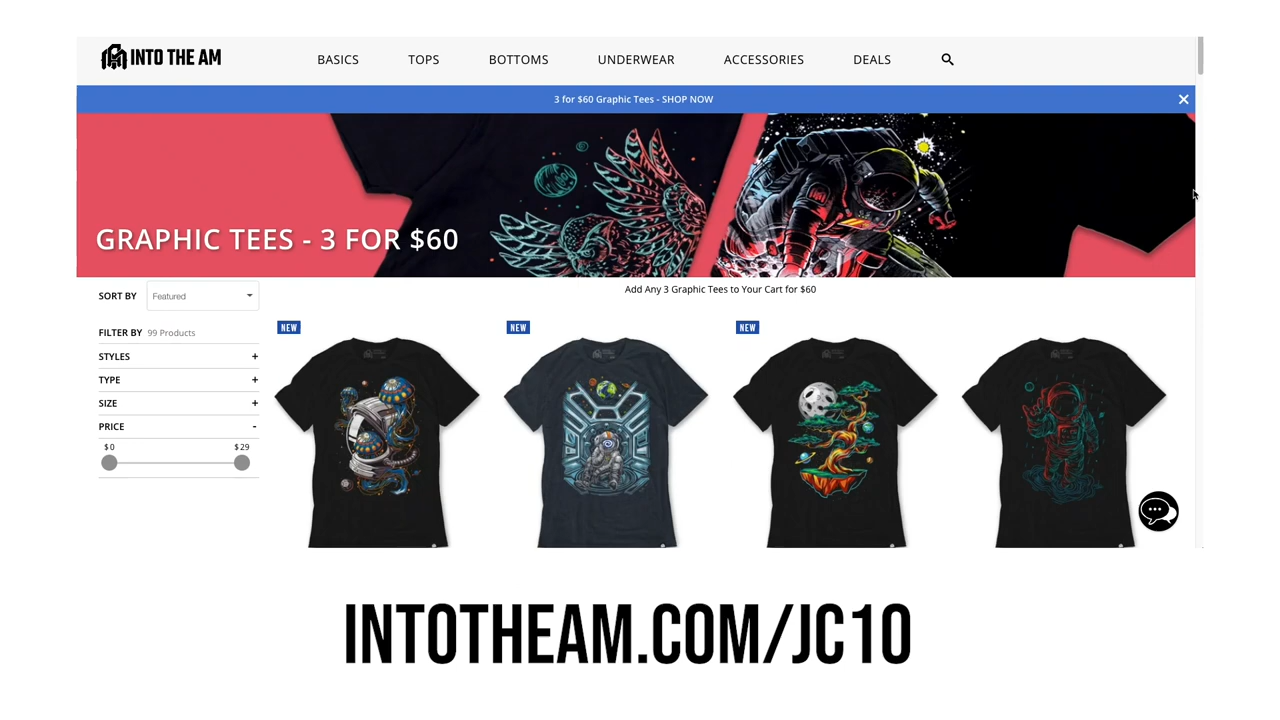 INTO THE AM
BASICS TOPS BOTTOMS UNDERWEAR ACCESSORIES DEALS
3 for $60 Graphic Tees - SHOP NOW
GRAPHIC TEES - 3 FOR $60
SORT BY Featured
Add Any 3 Graphic Tees to Your Cart for $60
FILTER BY 99 Products
STYLES +
TYPE +
SIZE +
PRICE -
$0 $29
NEW NEW NEW
INTOTHEAM.COM/JC10